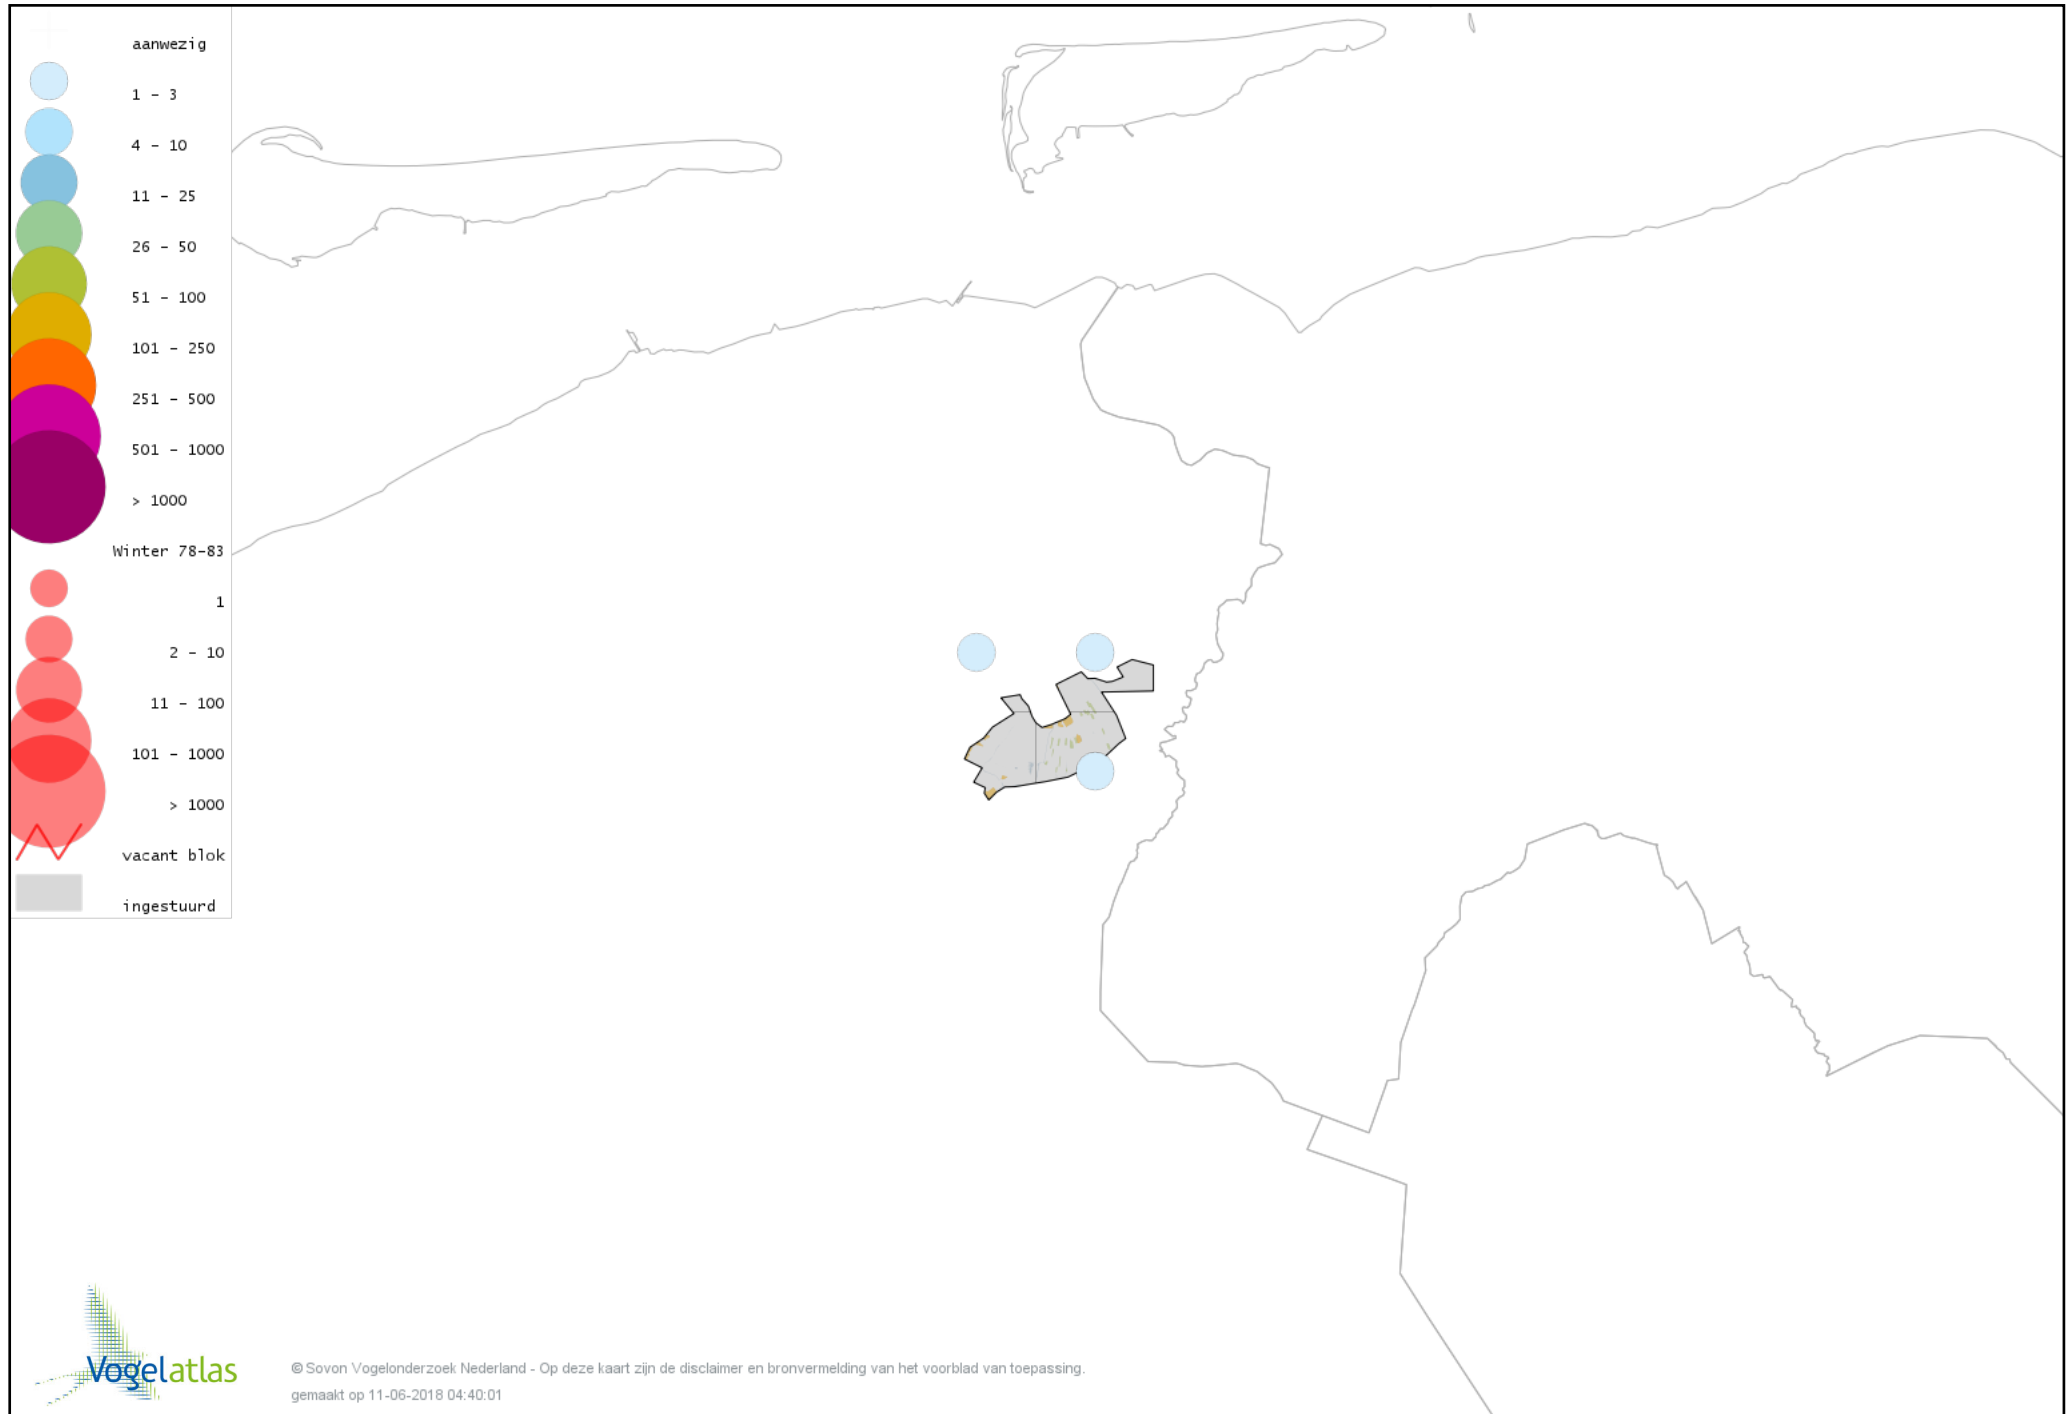 aanwezig
1 - 3
4 - 10
11 - 25
26 - 50
51 - 100
101 - 250
251 - 500
501 - 1000
> 1000
Winter 78-83
1
2 - 10
11 - 100
101 - 1000
> 1000
vacant blok
ingestuurd
Vogelatlas
© Sovon Vogelonderzoek Nederland - Op deze kaart zijn de disclaimer en bronvermelding van het voorblad van toepassing.
gemaakt op 11-06-2018 04:40:01